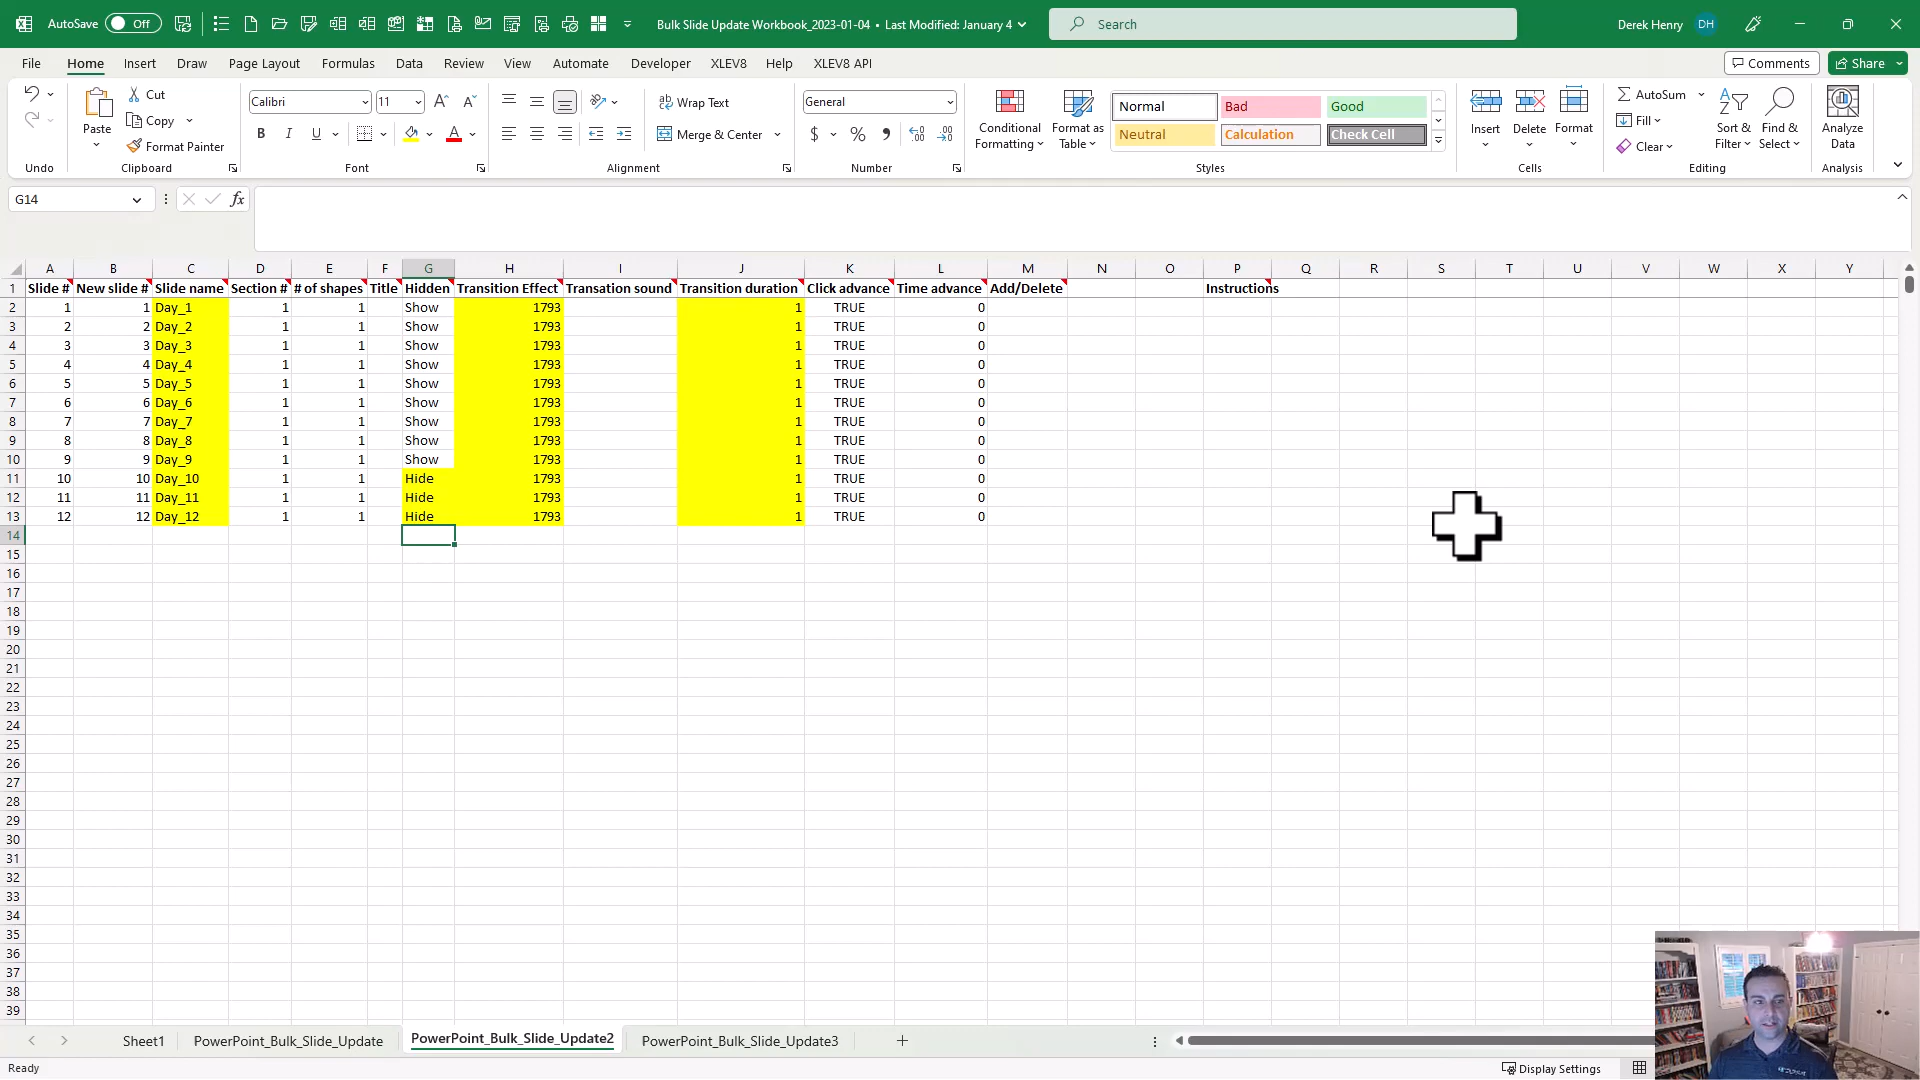 AutoSave Off Bulk Slide Update Workbook_2023-01-04 • Last Modified: January 4 Search Derek Henry DH
File Home Insert Draw Page Layout Formulas Data Review View Automate Developer XLEV8 Help XLEV8 API Comments Share
Paste Cut Calibri 11 Wrap Text General Conditional Formatting Format as Table Normal Bad Good Insert Delete Format AutoSum Sort & Filter Find & Select Analyze Data
Copy B I U Merge & Center $ % Neutral Calculation Check Cell Fill
Format Painter Clear
Undo Clipboard Font Alignment Number Styles Cells Editing Analysis
G14 fx
A B C D E F G H I J K L M N O P Q R S T U V W X Y
1 Slide # New slide # Slide name Section # # of shapes Title Hidden Transition Effect Transation sound Transition duration Click advance Time advance Add/Delete Instructions
2 1 1 Day_1 1 1 Show 1793 1 TRUE 0
3 2 2 Day_2 1 1 Show 1793 1 TRUE 0
4 3 3 Day_3 1 1 Show 1793 1 TRUE 0
5 4 4 Day_4 1 1 Show 1793 1 TRUE 0
6 5 5 Day_5 1 1 Show 1793 1 TRUE 0
7 6 6 Day_6 1 1 Show 1793 1 TRUE 0
8 7 7 Day_7 1 1 Show 1793 1 TRUE 0
9 8 8 Day_8 1 1 Show 1793 1 TRUE 0
10 9 9 Day_9 1 1 Show 1793 1 TRUE 0
11 10 10 Day_10 1 1 Hide 1793 1 TRUE 0
12 11 11 Day_11 1 1 Hide 1793 1 TRUE 0
13 12 12 Day_12 1 1 Hide 1793 1 TRUE 0
14
15
16
17
18
19
20
21
22
23
24
25
26
27
28
29
30
31
32
33
34
35
36
37
38
39
Sheet1 PowerPoint_Bulk_Slide_Update PowerPoint_Bulk_Slide_Update2 PowerPoint_Bulk_Slide_Update3
Ready Display Settings